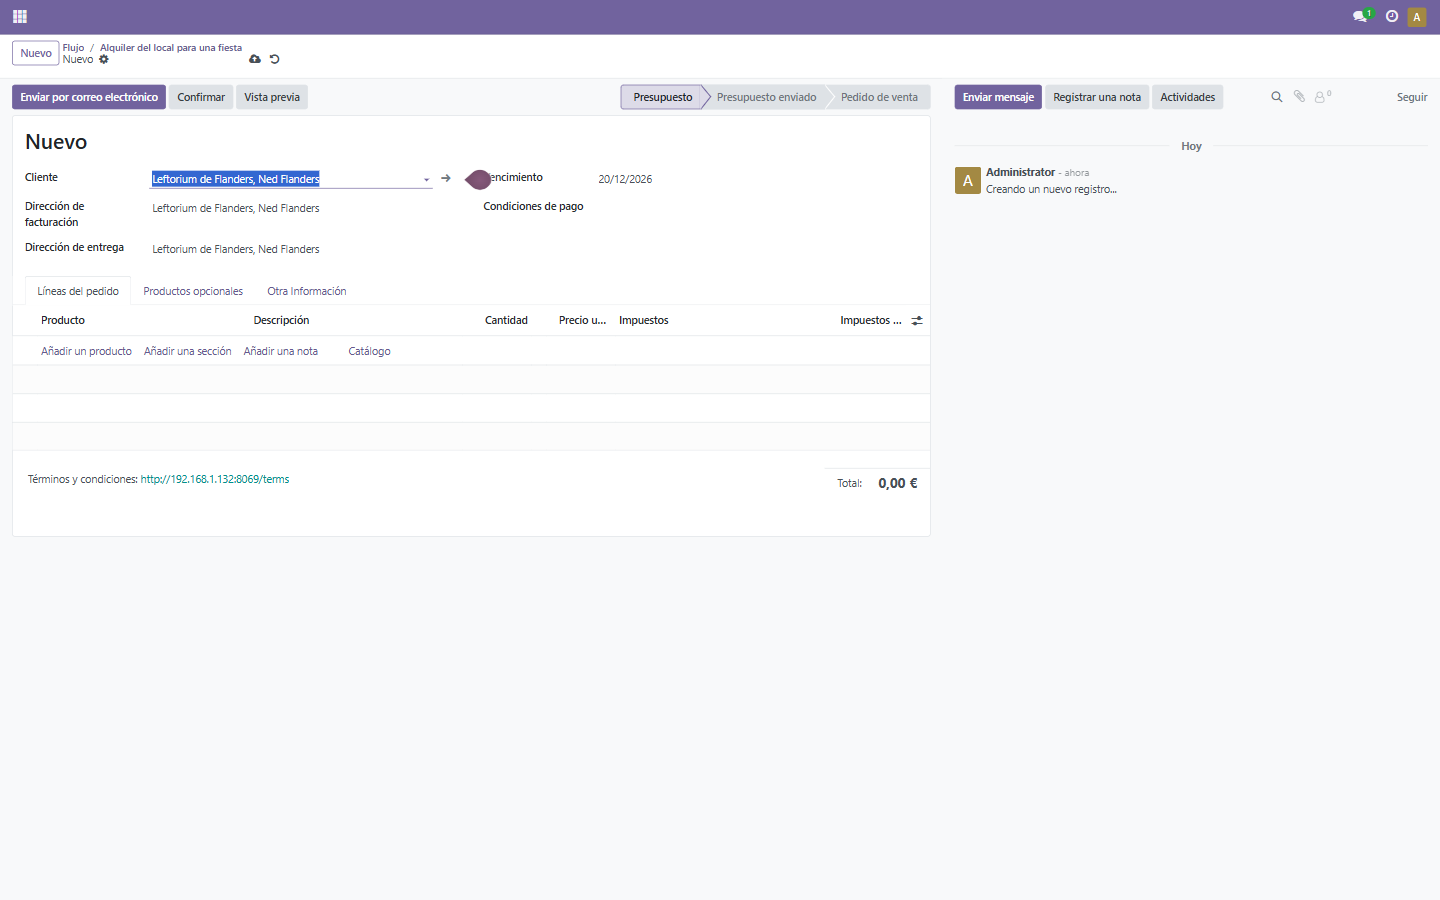 1
A
Nuevo
Flujo / Alquiler del local para una fiesta
Nuevo
Enviar por correo electrónico
Confirmar
Vista previa
Presupuesto
Presupuesto enviado
Pedido de venta
Enviar mensaje
Registrar una nota
Actividades
0
Seguir
Nuevo
Cliente
Leftorium de Flanders, Ned Flanders
encimiento
20/12/2026
Dirección de facturación
Leftorium de Flanders, Ned Flanders
Condiciones de pago
Dirección de entrega
Leftorium de Flanders, Ned Flanders
Líneas del pedido
Productos opcionales
Otra Información
Producto
Descripción
Cantidad
Precio u...
Impuestos
Impuestos ...
Añadir un producto
Añadir una sección
Añadir una nota
Catálogo
Términos y condiciones: http://192.168.1.132:8069/terms
Total: 0,00 €
Hoy
A
Administrator - ahora
Creando un nuevo registro...